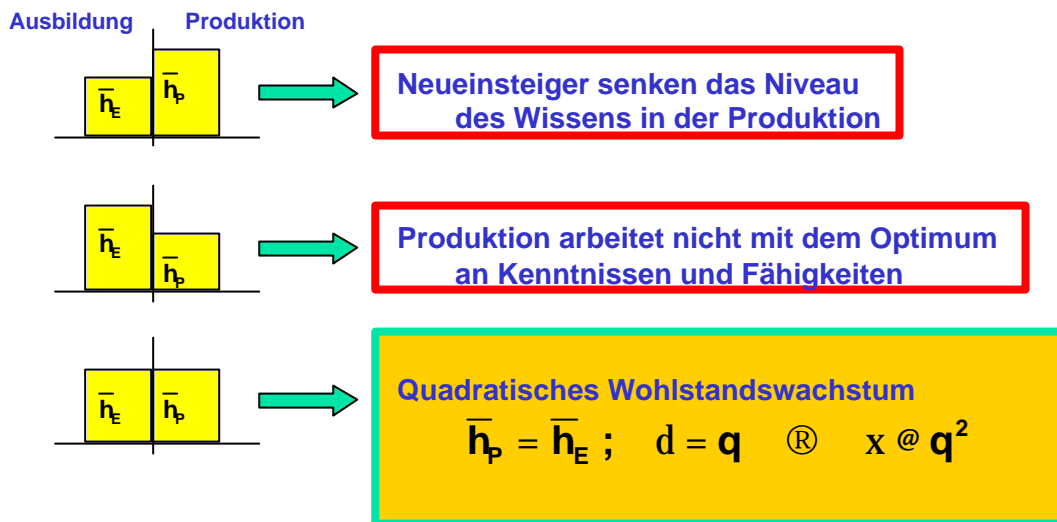 Ausbildung Produktion
h̅E h̅P
Neueinsteiger senken das Niveau
des Wissens in der Produktion
h̅E h̅P
Produktion arbeitet nicht mit dem Optimum
an Kenntnissen und Fähigkeiten
h̅E h̅P
Quadratisches Wohlstandswachstum
h̅P = h̅E ; d = q ® x @ q²